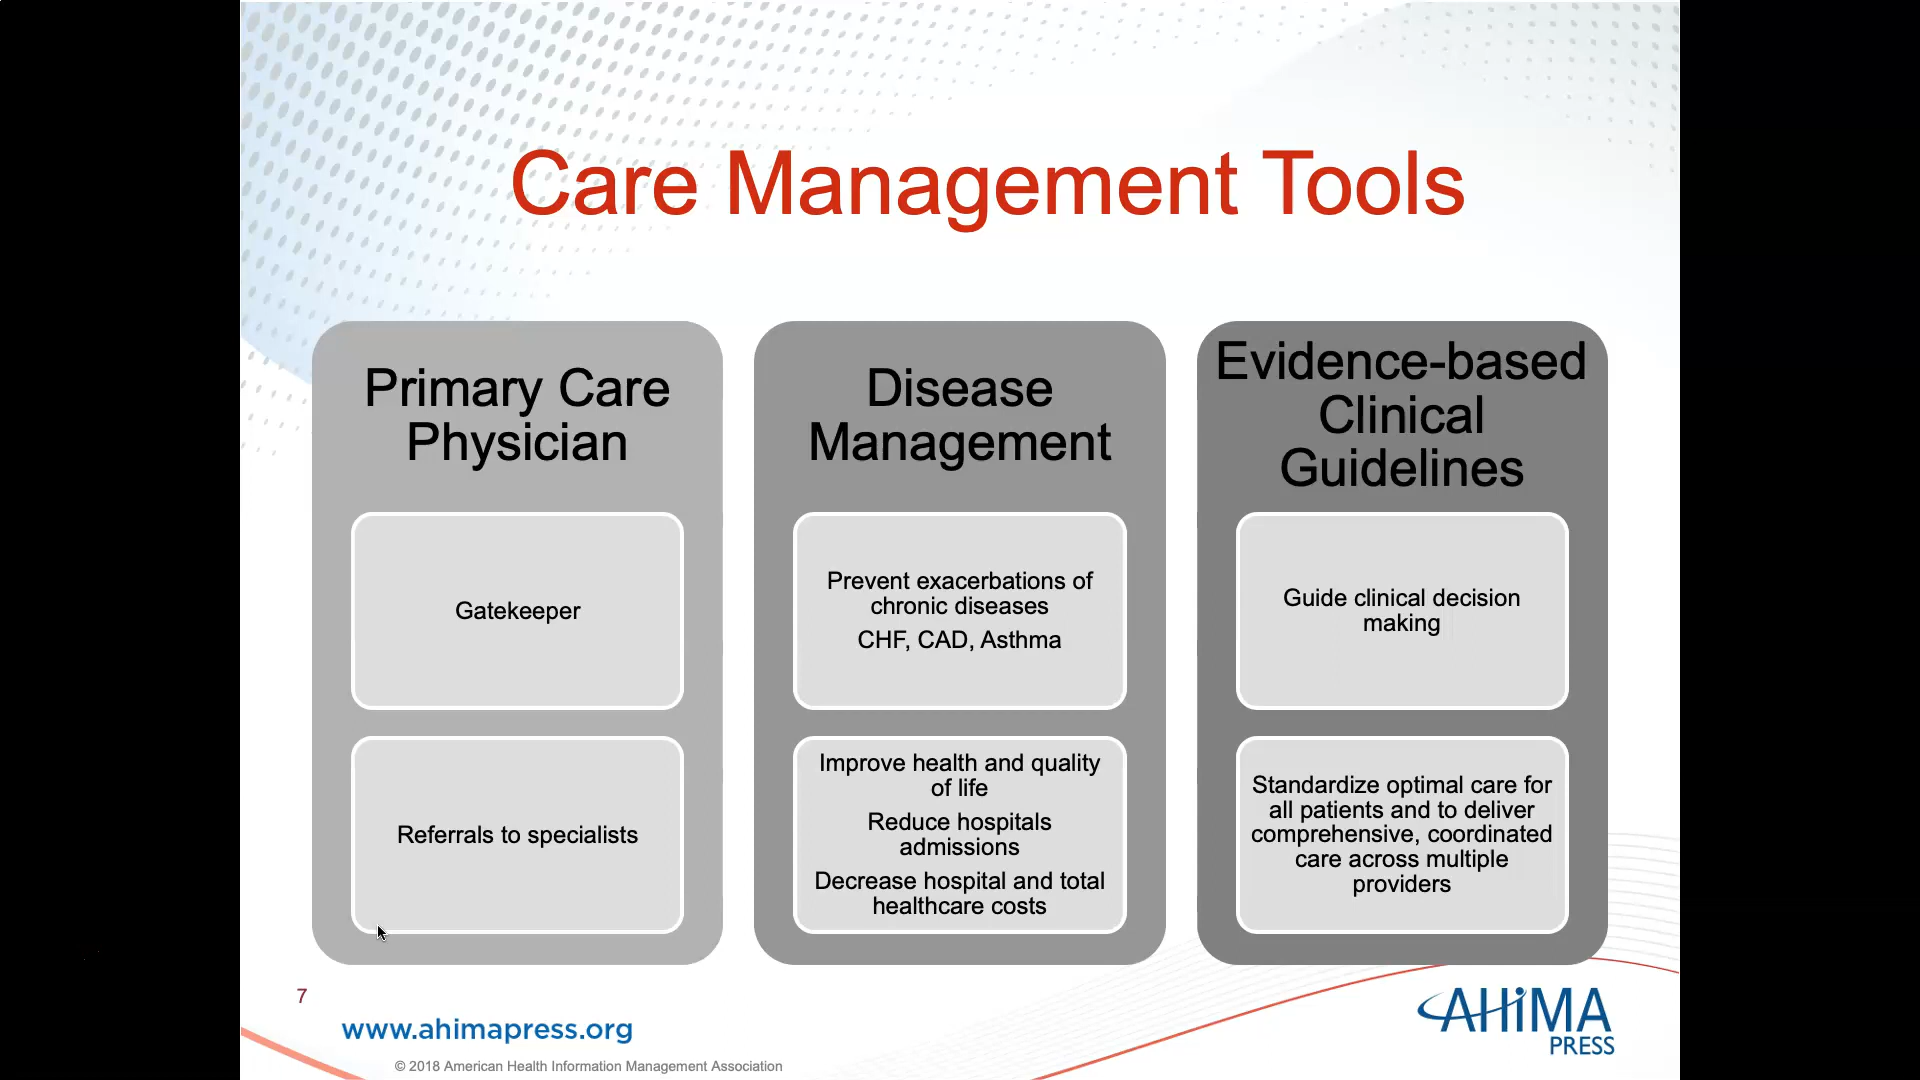 Care Management Tools
Primary Care
Physician
Gatekeeper
Referrals to specialists
Disease
Management
Prevent exacerbations of
chronic diseases
CHF, CAD, Asthma
Improve health and quality
of life
Reduce hospitals
admissions
Decrease hospital and total
healthcare costs
Evidence-based
Clinical
Guidelines
Guide clinical decision
making
Standardize optimal care for
all patients and to deliver
comprehensive, coordinated
care across multiple
providers
7
www.ahimapress.org
© 2018 American Health Information Management Association
AHiMA
PRESS